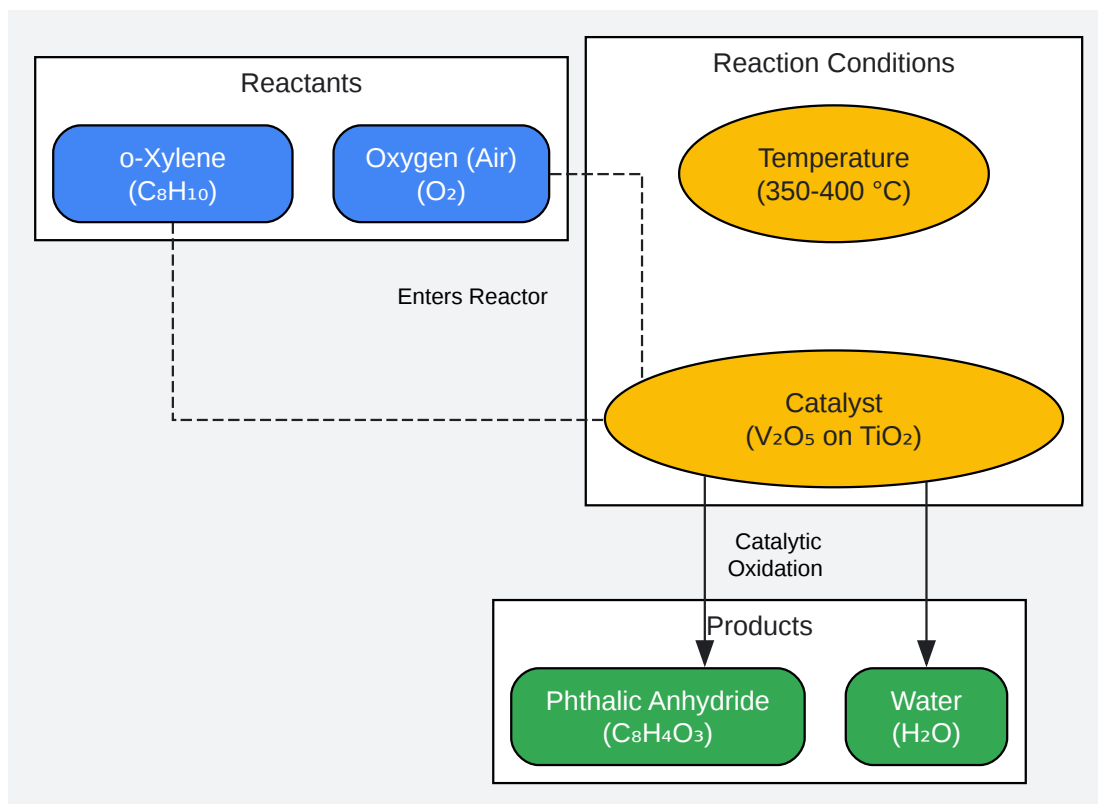 Reactants
o-Xylene
(C₈H₁₀)
Oxygen (Air)
(O₂)
Reaction Conditions
Temperature
(350-400 °C)
Enters Reactor
Catalyst
(V₂O₅ on TiO₂)
Catalytic
Oxidation
Products
Phthalic Anhydride
(C₈H₄O₃)
Water
(H₂O)